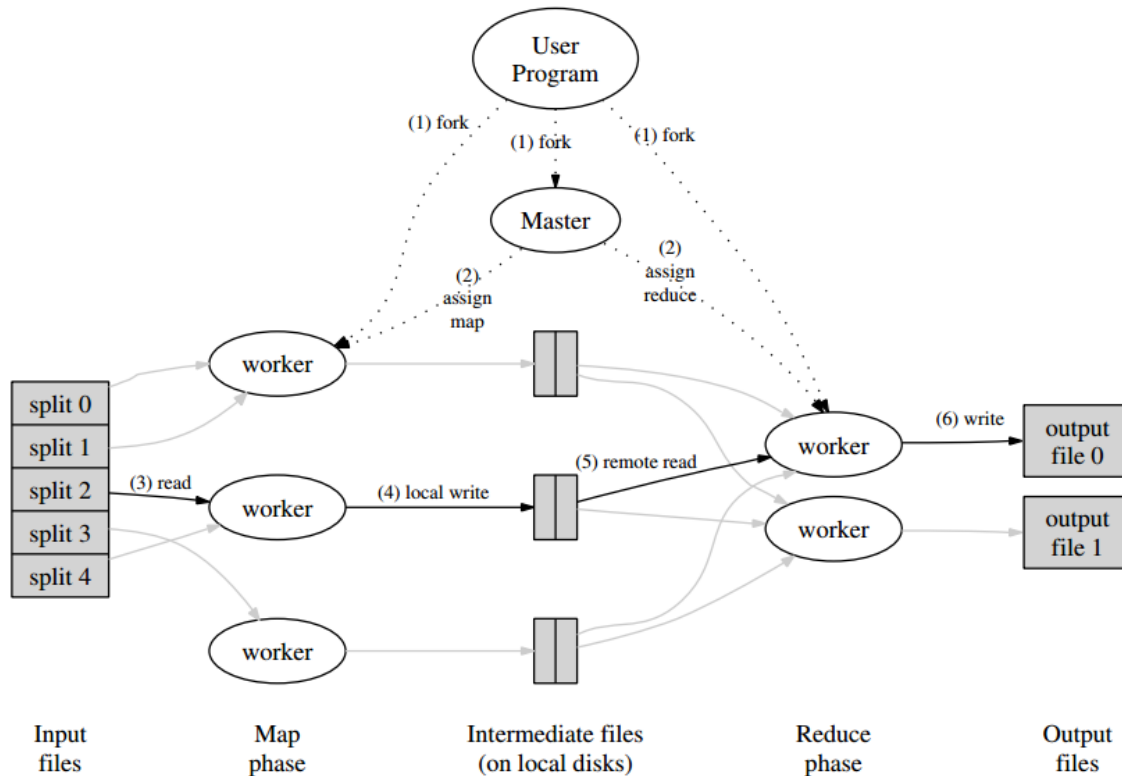 User
Program
(1) fork
(1) fork
(1) fork
Master
(2)
assign
map
(2)
assign
reduce
worker
split 0
split 1
split 2
split 3
split 4
(3) read
worker
(4) local write
(5) remote read
worker
(6) write
output
file 0
worker
output
file 1
worker
Input
files
Map
phase
Intermediate files
(on local disks)
Reduce
phase
Output
files